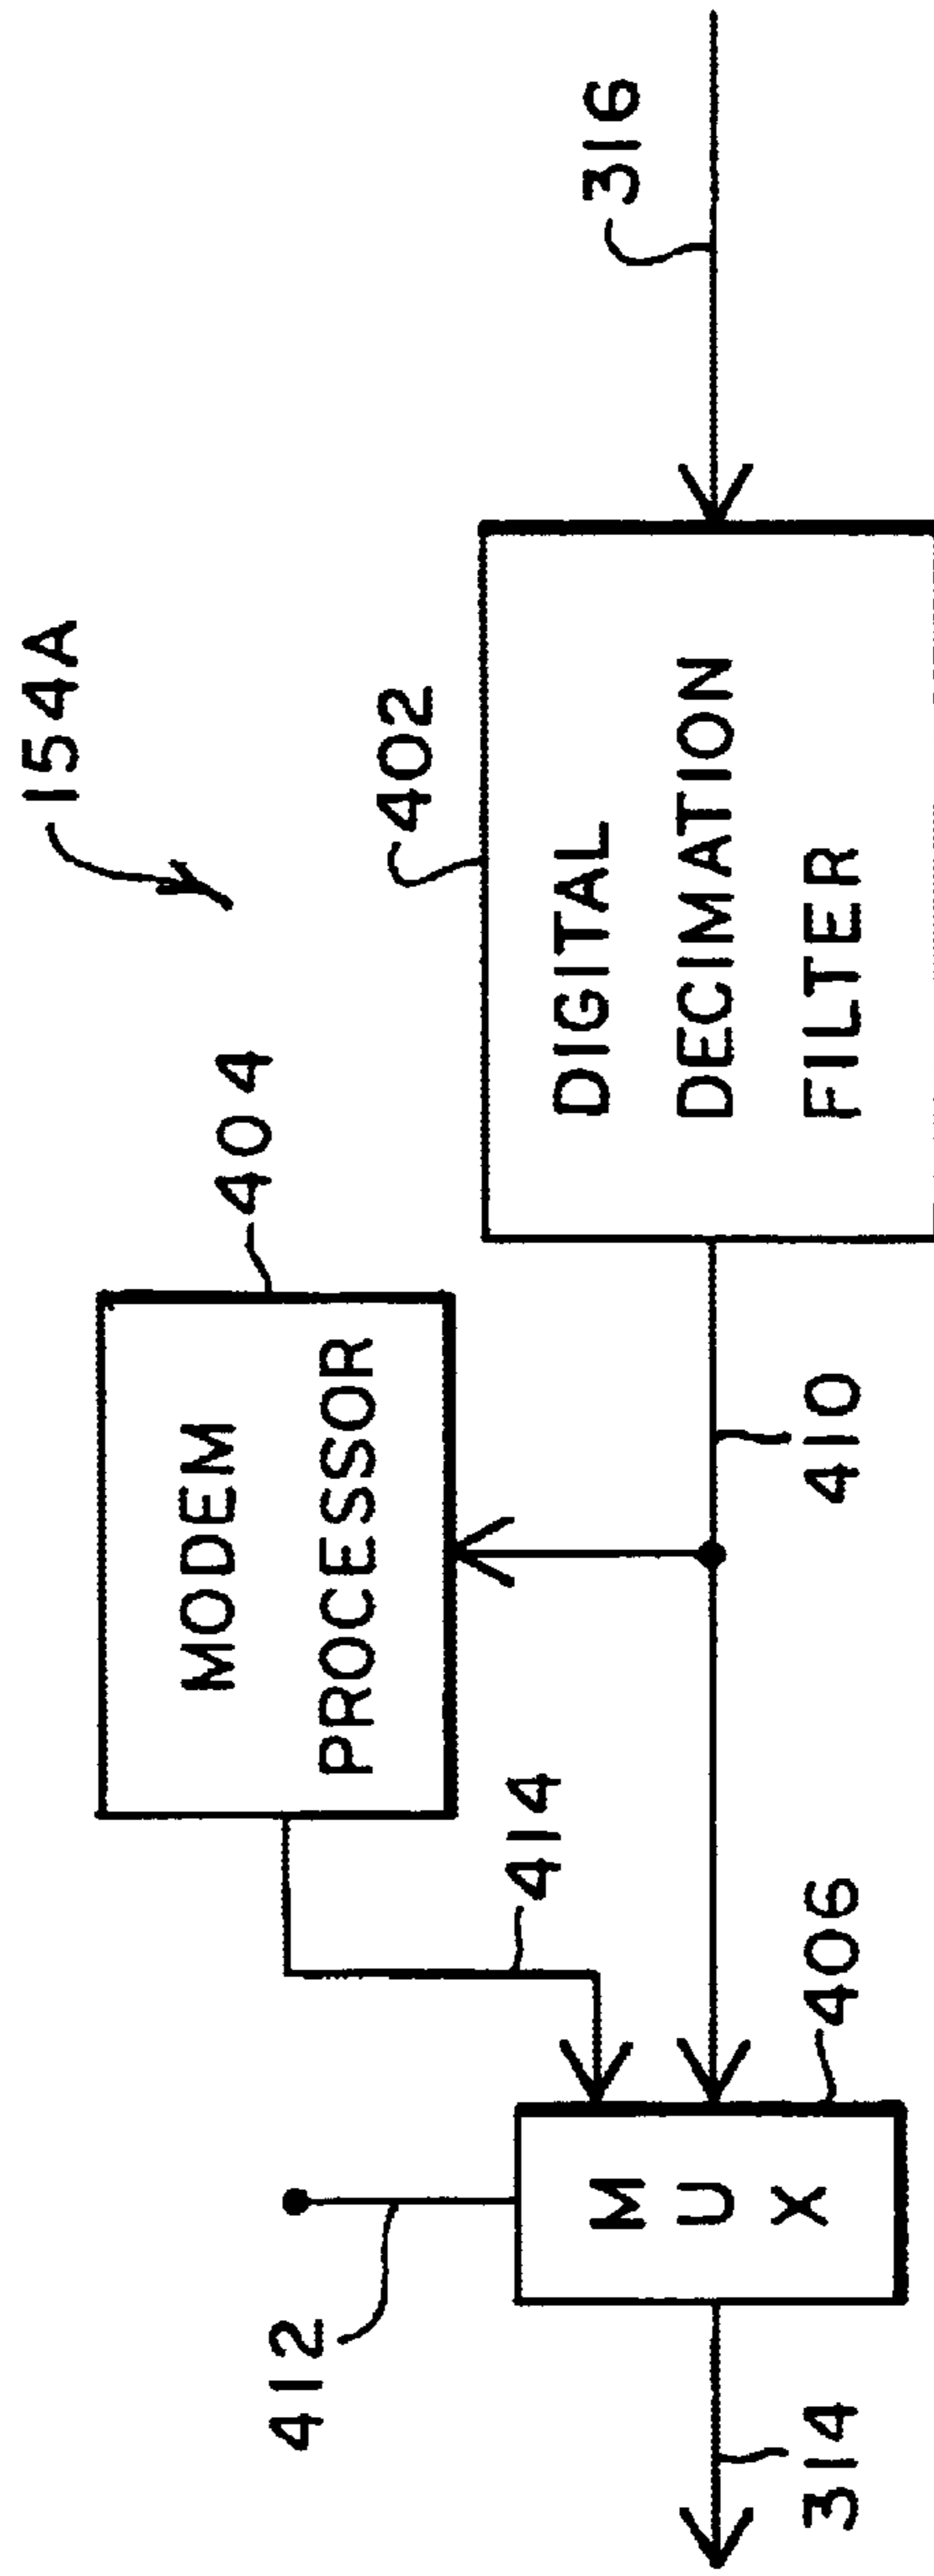 154A
402
316
404
MODEM
PROCESSOR
DIGITAL
DECIMATION
FILTER
410
414
412
406
M
U
X
314